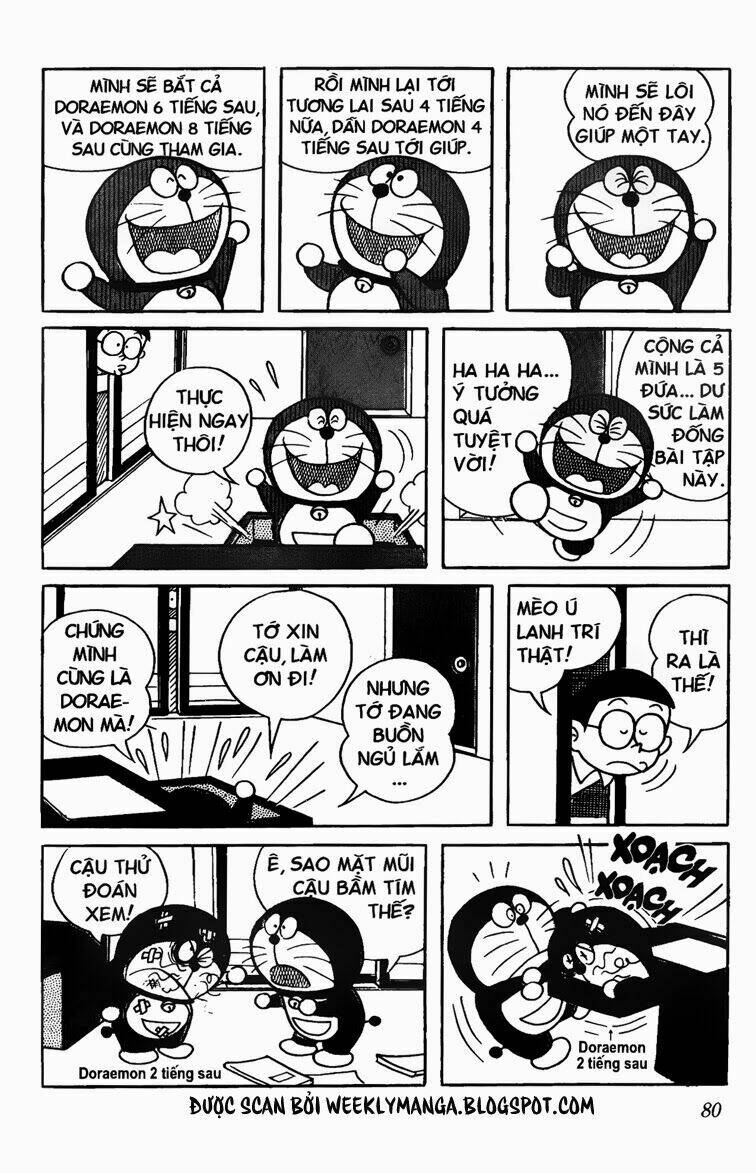 MÌNH SẼ LÔI
NÓ ĐẾN ĐÂY
GIÚP MỘT TAY.
RỒI MÌNH LẠI TỚI
TƯƠNG LAI SAU 4 TIẾNG
NỮA, DẪN DORAEMON 4
TIẾNG SAU TỚI GIÚP.
MÌNH SẼ BẮT CẢ
DORAEMON 6 TIẾNG SAU,
VÀ DORAEMON 8 TIẾNG
SAU CÙNG THAM GIA.
CỘNG CẢ
MÌNH LÀ 5
ĐỨA... DƯ
SỨC LÀM
ĐỐNG
BÀI TẬP
NÀY.
HA HA HA...
Ý TƯỞNG
QUÁ
TUYỆT
VỜI!
THỰC
HIỆN NGAY
THÔI!
THÌ
RA LÀ
THẾ!
MÈO Ú
LANH TRÍ
THẬT!
NHƯNG
TỚ ĐANG
BUỒN
NGỦ LẮM
...
TỚ XIN
CẬU, LÀM
ƠN ĐI!
CHÚNG
MÌNH
CÙNG LÀ
DORAE-
MON MÀ!
XOẠCH
XOẠCH
Doraemon
2 tiếng sau
Ê, SAO MẶT MŨI
CẬU BẦM TÍM
THẾ?
CẬU THỬ
ĐOÁN
XEM!
Doraemon 2 tiếng sau
ĐƯỢC SCAN BỞI WEEKLYMANGA.BLOGSPOT.COM
80